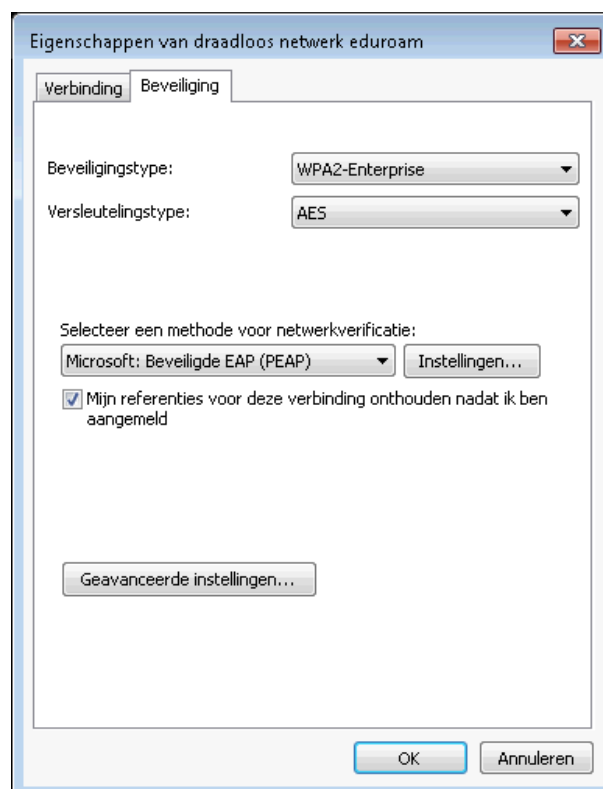 Eigenschappen van draadloos netwerk eduroam
Verbinding
Beveiliging
Beveiligingstype:
WPA2-Enterprise
Versleutelingstype:
AES
Selecteer een methode voor netwerkverificatie:
Microsoft: Beveiligde EAP (PEAP)
Instellingen...
Mijn referenties voor deze verbinding onthouden nadat ik ben
aangemeld
Geavanceerde instellingen...
OK
Annuleren